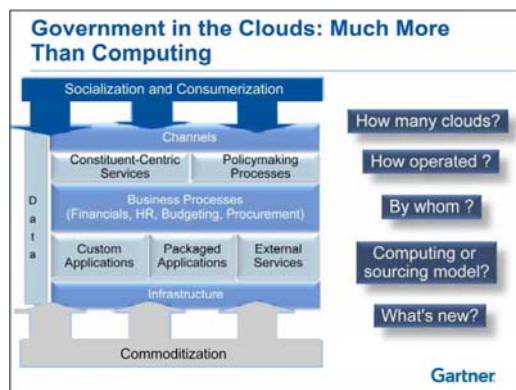 Government in the Clouds: Much More
Than Computing
Socialization and Consumerization
Channels
Constituent-Centric
Services
Policymaking
Processes
Business Processes
(Financials, HR, Budgeting, Procurement)
Data
Custom
Applications
Packaged
Applications
External
Services
Infrastructure
Commoditization
How many clouds?
How operated ?
By whom ?
Computing or
sourcing model?
What's new?
Gartner